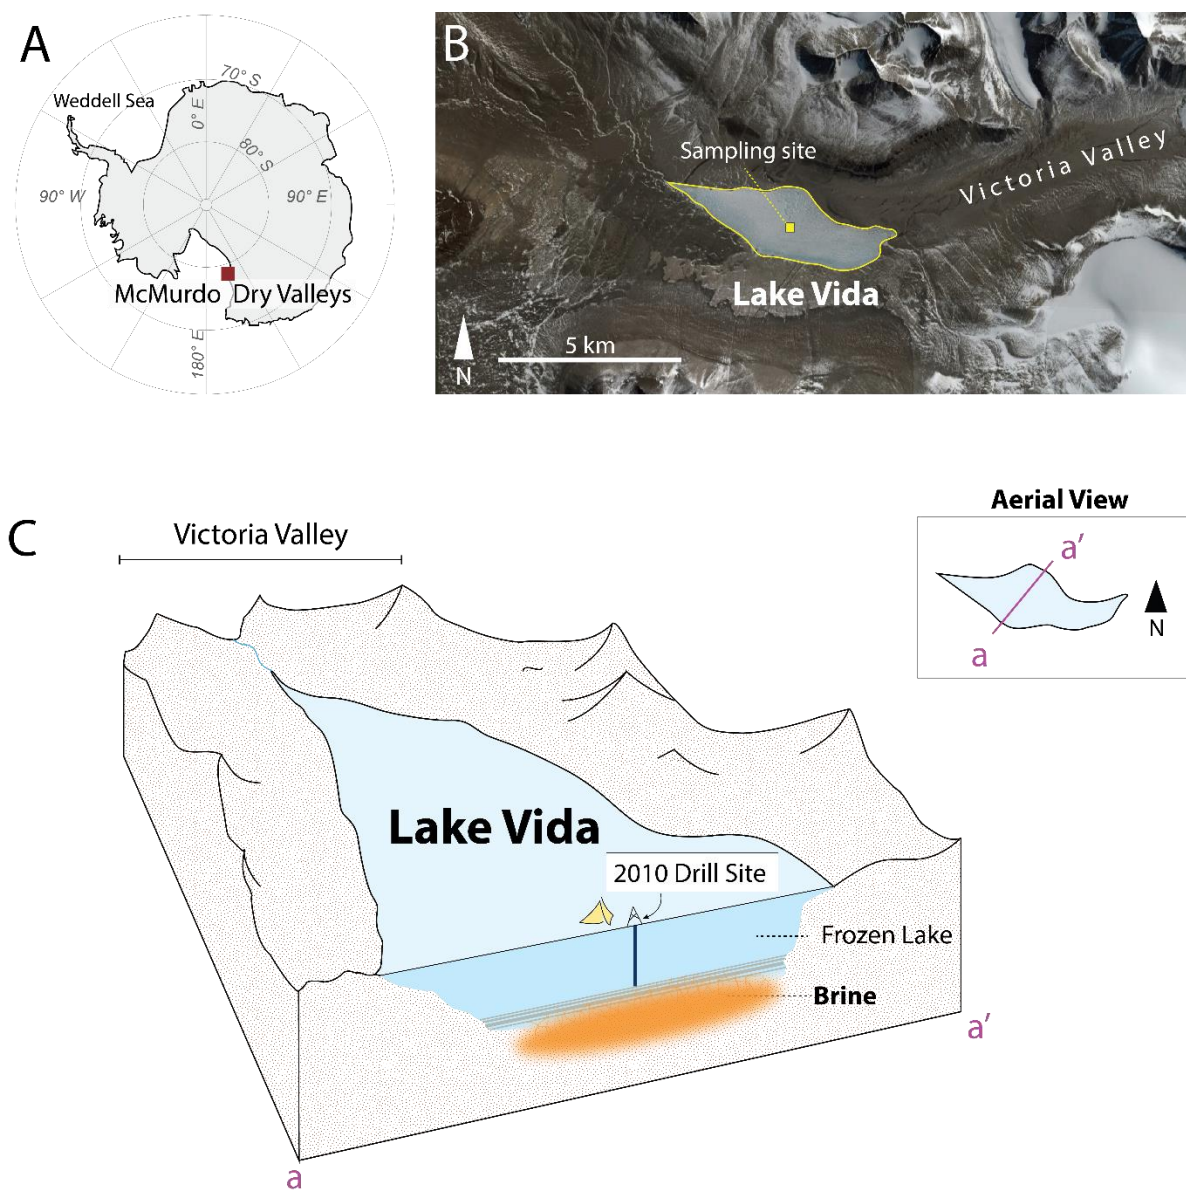 A
Weddell Sea
70° S
0° E
80° S
90° W
90° E
McMurdo Dry Valleys
180° E
B
Sampling site
Victoria Valley
Lake Vida
5 km
N
C
Victoria Valley
Aerial View
a’
a
N
Lake Vida
2010 Drill Site
Frozen Lake
Brine
a’
a